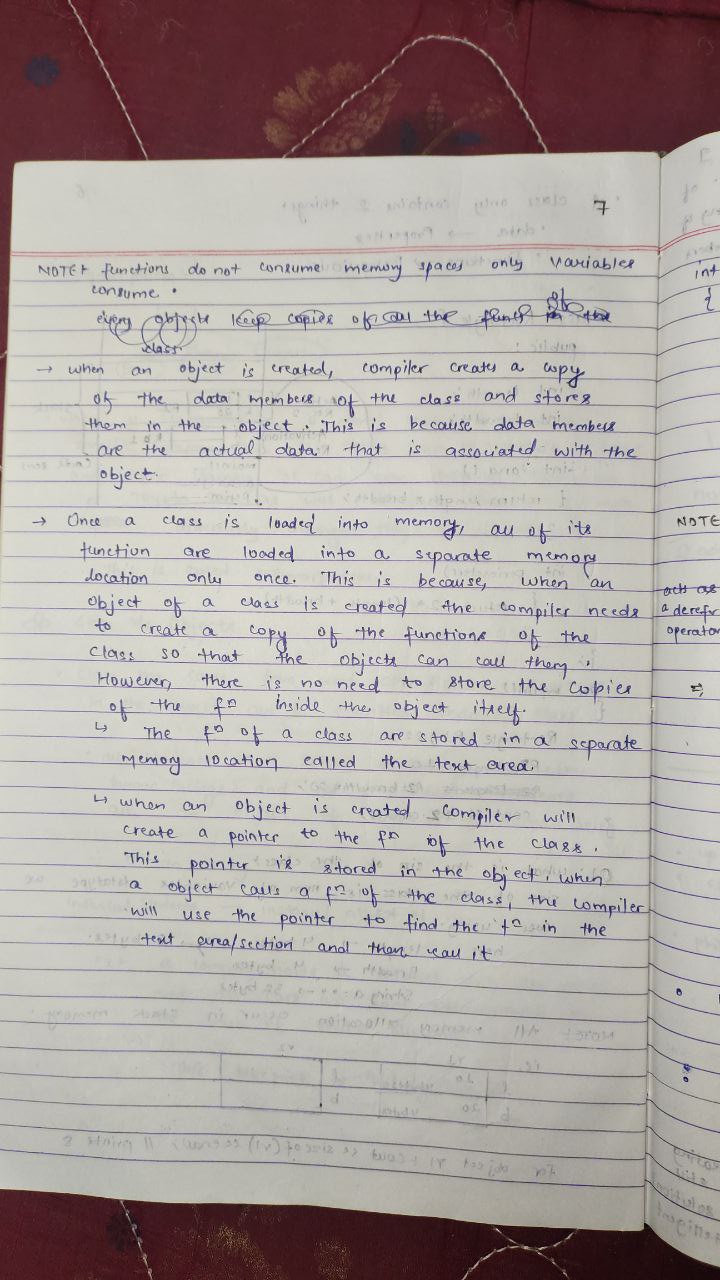 7
NOTE→ functions do not consume memory spaces only variables
consume.
every objects keep copies of all the func of in the
class.
→ when an object is created, compiler creates a copy
of the data members of the class and stores
them in the object. This is because data members
are the actual data that is associated with the
object.
→ Once a class is loaded into memory, all of its
function are loaded into a separate memory
location only once. This is because, when an
object of a class is created the compiler needs
to create a copy of the functions of the
class so that the objects can call them.
However, there is no need to store the copies
of the fⁿ inside the object itself.
↳ The fⁿ of a class are stored in a separate
memory location called the text area.
↳ when an object is created compiler will
create a pointer to the fⁿ of the class.
This pointer is stored in the object. when
a object calls a fⁿ of the class, the compiler
will use the pointer to find the fⁿ in the
text area/section and then call it
int
{
NOTE
acts as
a derefr
operator
⇒